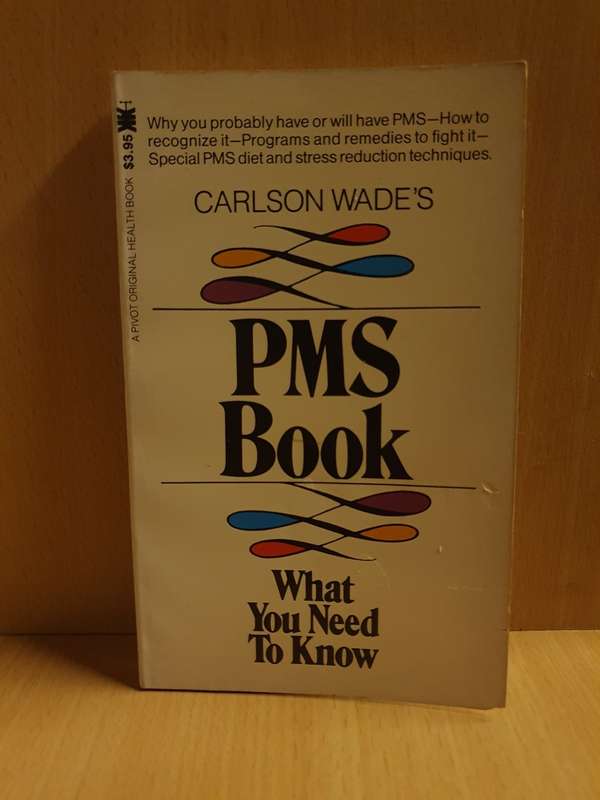 Why you probably have or will have PMS—How to
recognize it—Programs and remedies to fight it—
Special PMS diet and stress reduction techniques.
$3.95
A PIVOT ORIGINAL HEALTH BOOK
CARLSON WADE'S
PMS
Book
What
You Need
To Know